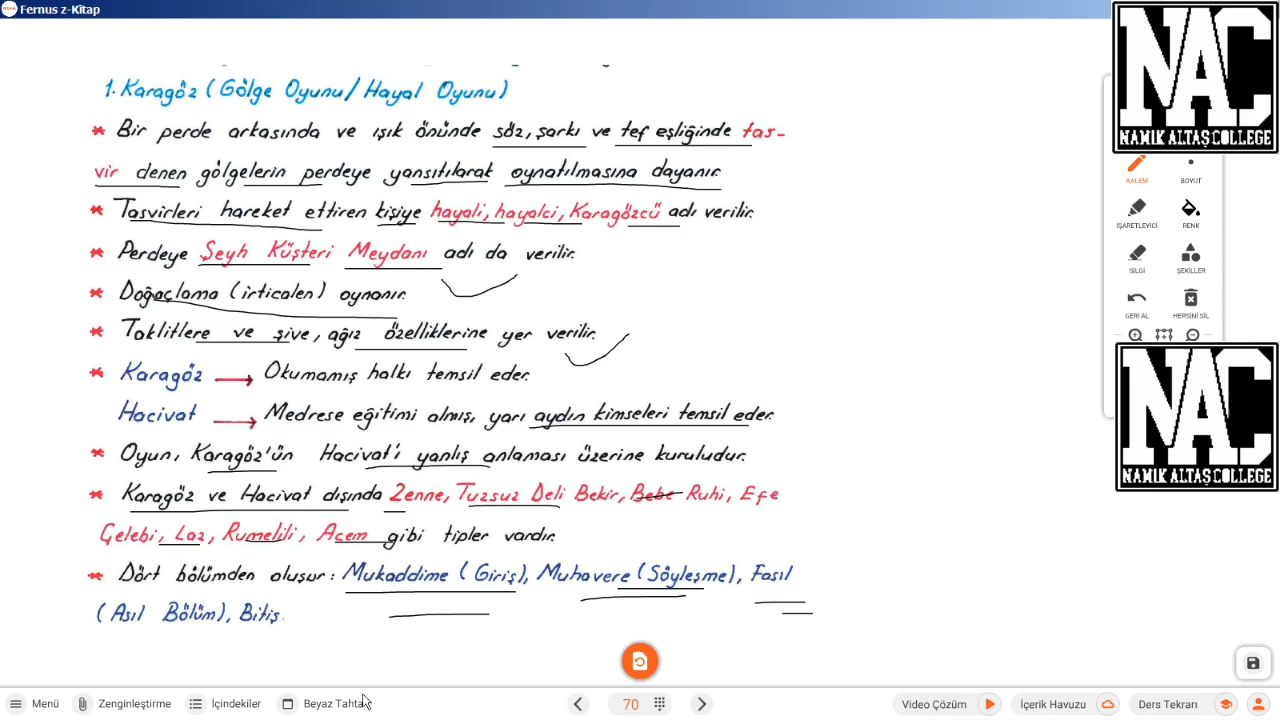 Fernus z-Kitap
NAC
NAMIK ALTAŞ COLLEGE
1. Karagöz (Gölge Oyunu/Hayal Oyunu)
* Bir perde arkasında ve ışık önünde söz, şarkı ve tef eşliğinde tas-
vir denen gölgelerin perdeye yansıtılarak oynatılmasına dayanır.
* Tasvirleri hareket ettiren kişiye hayali, hayalci, Karagözcü adı verilir.
* Perdeye Şeyh Küşteri Meydanı adı da verilir.
* Doğaçlama (irticalen) oynanır.
* Taklitlere ve şive, ağız özelliklerine yer verilir.
* Karagöz → Okumamış halkı temsil eder.
Hacivat → Medrese eğitimi almış, yarı aydın kimseleri temsil eder.
* Oyun, Karagöz'ün Hacivat'ı yanlış anlaması üzerine kuruludur.
* Karagöz ve Hacivat dışında Zenne, Tuzsuz Deli Bekir, Bebe Ruhi, Efe
Çelebi, Laz, Rumelili, Acem gibi tipler vardır.
* Dört bölümden oluşur: Mukaddime (Giriş), Muhavere (Söyleşme), Fasıl
(Asıl Bölüm), Bitiş.
KALEM
BOYUT
İŞARETLEYİCİ
RENK
SİLGİ
ŞEKİLLER
GERİ AL
HEPSİNİ SİL
NAC
NAMIK ALTAŞ COLLEGE
Menü
Zenginleştirme
İçindekiler
Beyaz Tahta
70
Video Çözüm
İçerik Havuzu
Ders Tekrarı